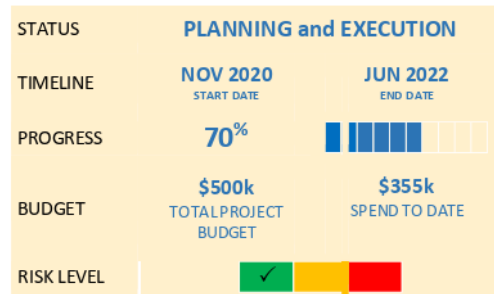 STATUS PLANNING and EXECUTION
TIMELINE NOV 2020 JUN 2022
START DATE END DATE
PROGRESS 70%
BUDGET $500k $355k
TOTAL PROJECT SPEND TO DATE
BUDGET
RISK LEVEL ✓